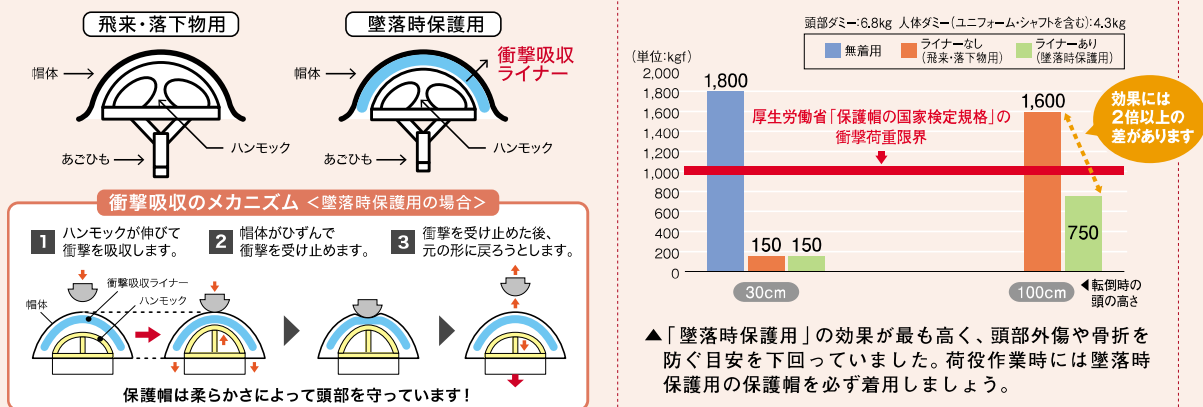 飛来・落下物用
帽体
あごひも
ハンモック
墜落時保護用
衝撃吸収
ライナー
帽体
あごひも
ハンモック
衝撃吸収のメカニズム <墜落時保護用の場合>
1 ハンモックが伸びて
衝撃を吸収します。
2 帽体がひずんで
衝撃を受け止めます。
3 衝撃を受け止めた後、
元の形に戻ろうとします。
衝撃吸収ライナー
帽体
ハンモック
保護帽は柔らかさによって頭部を守っています!
頭部ダミー:6.8kg 人体ダミー(ユニフォーム・シャフトを含む):4.3kg
無着用
ライナーなし
(飛来・落下物用)
ライナーあり
(墜落時保護用)
(単位:kgf)
2,000
1,800
1,600
1,400
1,200
1,000
800
600
400
200
0
1,800
150
150
1,600
750
厚生労働省「保護帽の国家検定規格」の
衝撃荷重限界
効果には
2倍以上の
差があります
30cm
100cm
◀転倒時の
頭の高さ
▲「墜落時保護用」の効果が最も高く、頭部外傷や骨折を
防ぐ目安を下回っていました。荷役作業時には墜落時
保護用の保護帽を必ず着用しましょう。